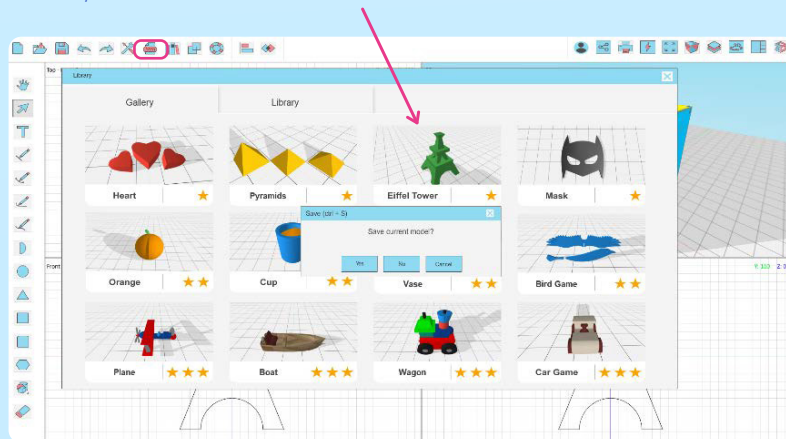 Top
Library
Gallery
Library
Heart
Pyramids
Eiffel Tower
Mask
Save (ctrl + S)
Save current model?
Yes
No
Cancel
Orange
Cup
Vase
Bird Game
Front
Plane
Boat
Wagon
Car Game